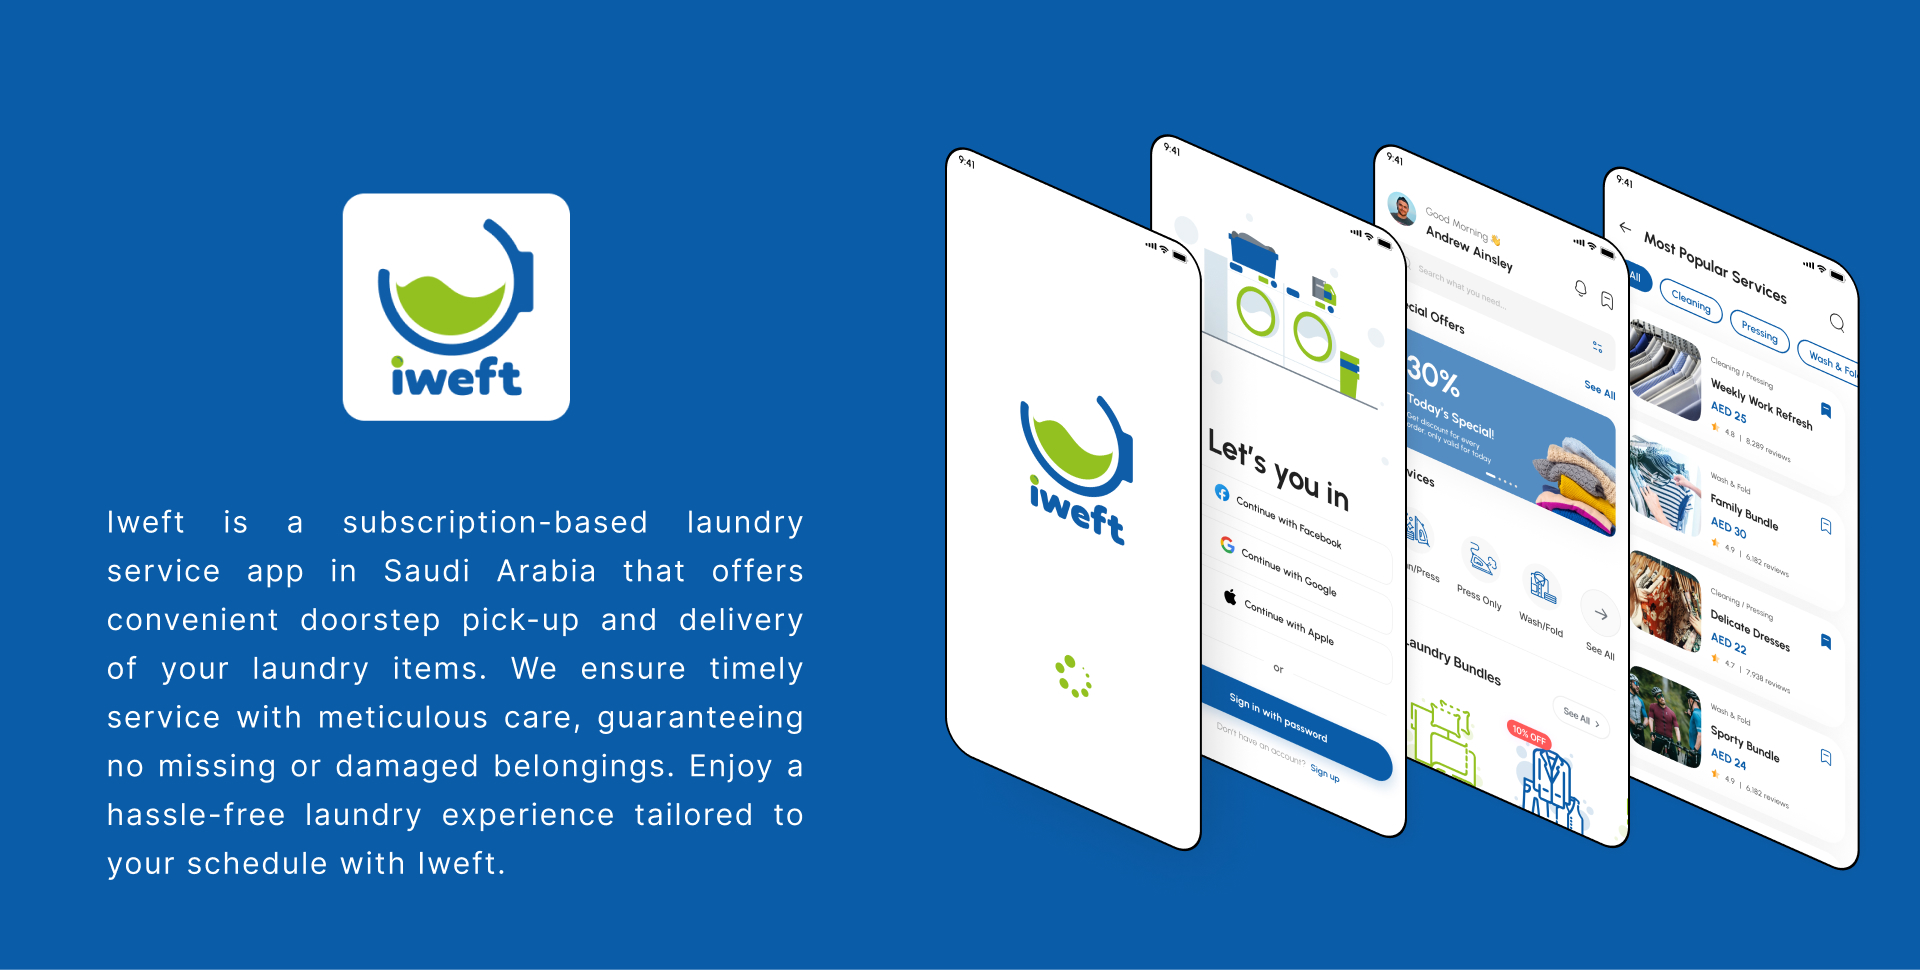 iweft
Iweft is a subscription-based laundry
service app in Saudi Arabia that offers
convenient doorstep pick-up and delivery
of your laundry items. We ensure timely
service with meticulous care, guaranteeing
no missing or damaged belongings. Enjoy a
hassle-free laundry experience tailored to
your schedule with Iweft.
9:41
iweft
9:41
Let's you in
Continue with Facebook
Continue with Google
Continue with Apple
or
Sign in with password
Don't have an account? Sign up
9:41
Good Morning 👋
Andrew Ainsley
Search what you need...
cial Offers
See All
30%
Today's Special!
Get discount for every
order. only valid for today
vices
n/Press
Press Only
Wash/Fold
See All
Laundry Bundles
See All
10% OFF
9:41
Most Popular Services
All
Cleaning
Pressing
Wash & Fol
Cleaning / Pressing
Weekly Work Refresh
AED 25
4.8 | 8.289 reviews
Wash & Fold
Family Bundle
AED 30
4.9 | 6.182 reviews
Cleaning / Pressing
Delicate Dresses
AED 22
4.7 | 7.938 reviews
Wash & Fold
Sporty Bundle
AED 24
4.9 | 6.182 reviews